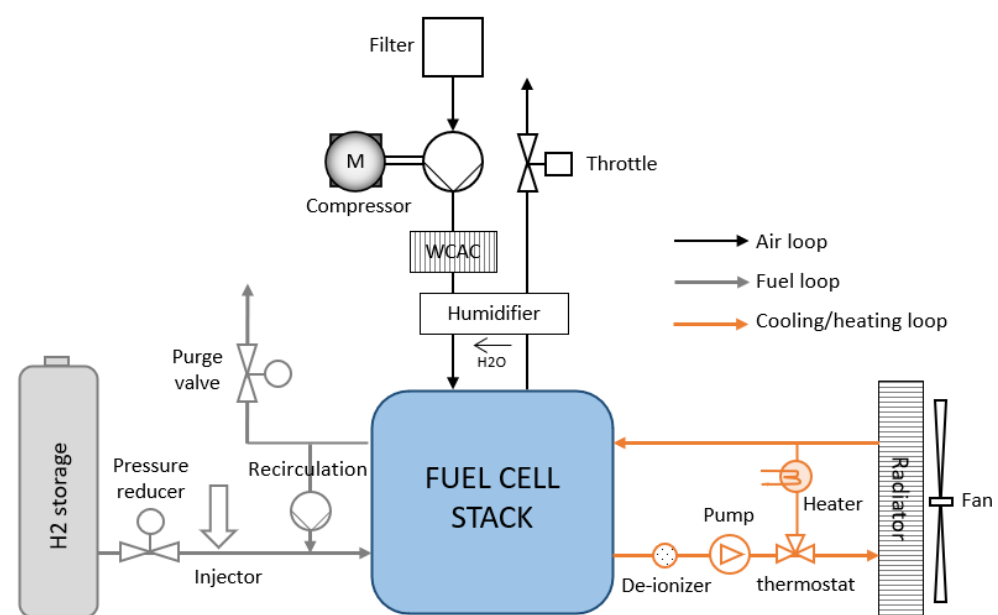 Filter
M
Compressor
Throttle
WCAC
Air loop
Fuel loop
Cooling/heating loop
Humidifier
H2O
Purge
valve
H2 storage
Pressure
reducer
Recirculation
Injector
FUEL CELL
STACK
Heater
Pump
De-ionizer
thermostat
Radiator
Fan